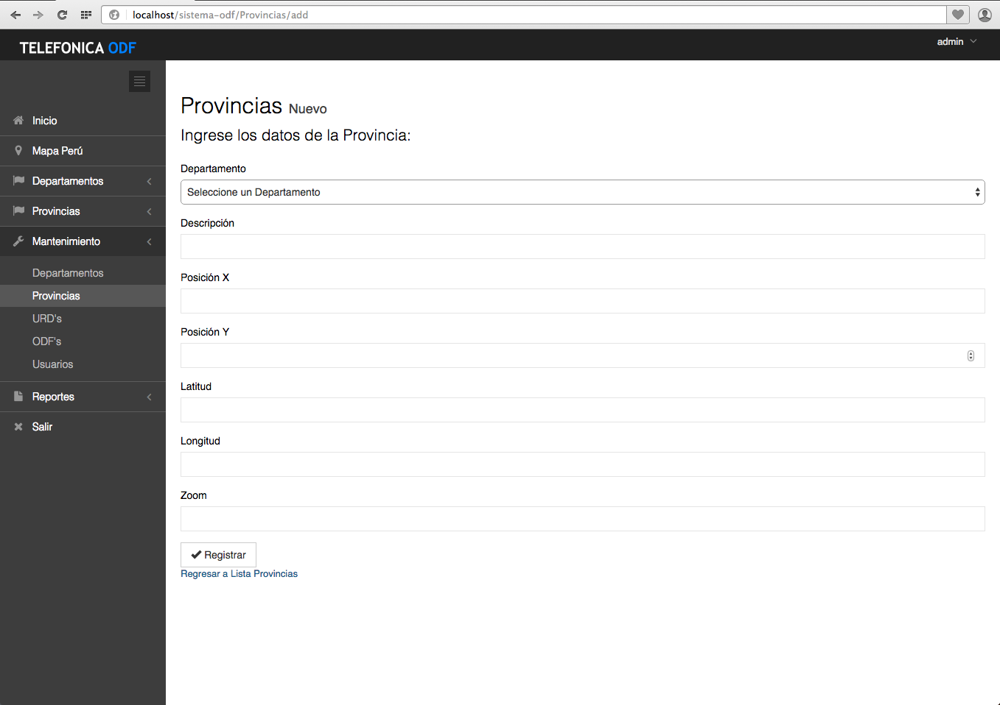 localhost/sistema-odf/Provincias/add
TELEFONICA ODF
admin
Inicio
Mapa Perú
Departamentos
Provincias
Mantenimiento
Departamentos
Provincias
URD's
ODF's
Usuarios
Reportes
Salir
Provincias Nuevo
Ingrese los datos de la Provincia:
Departamento
Seleccione un Departamento
Descripción
Posición X
Posición Y
Latitud
Longitud
Zoom
Registrar
Regresar a Lista Provincias